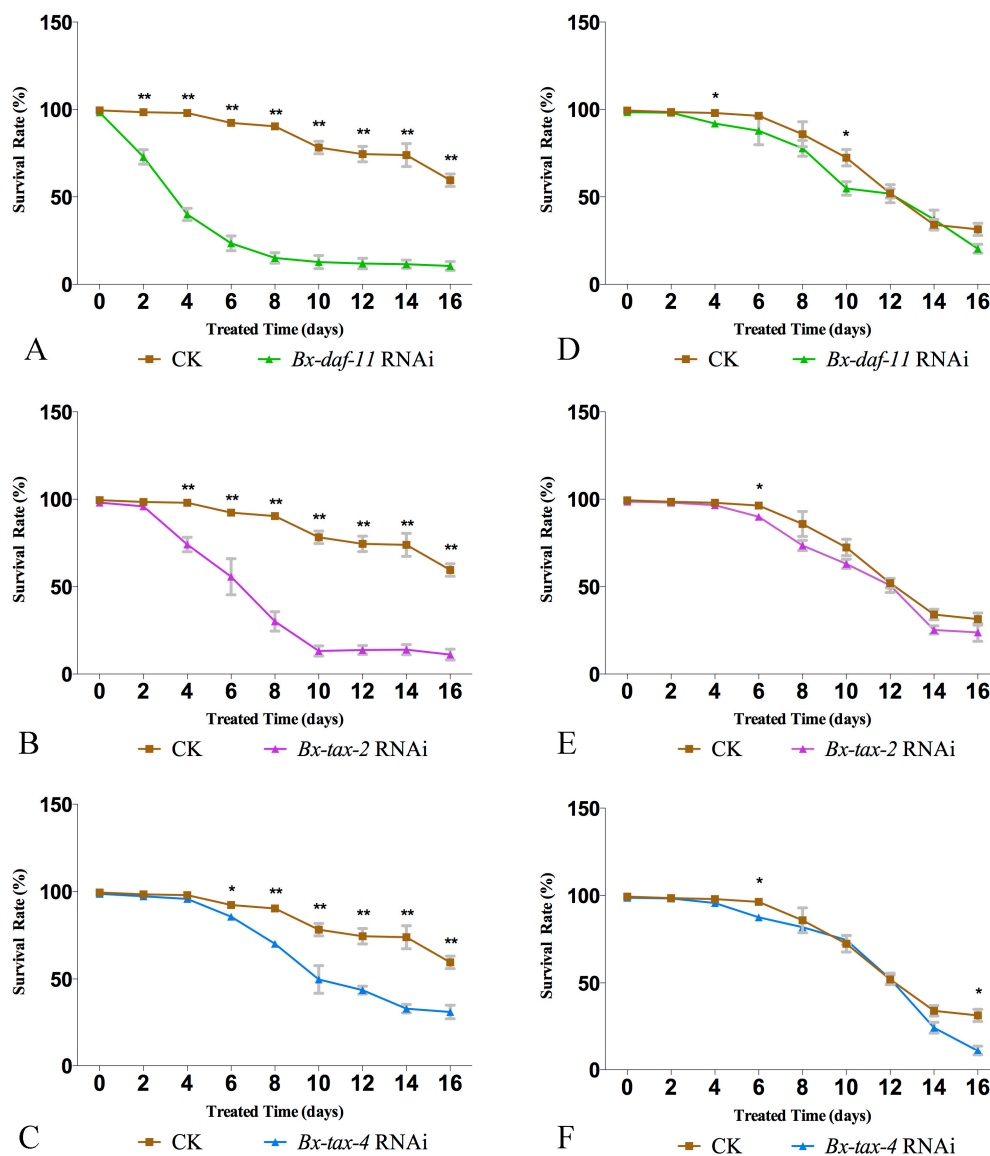 150
100
50
0
Survival Rate (%)
** ** ** ** ** ** ** **
0 2 4 6 8 10 12 14 16
Treated Time (days)
A
CK Bx-daf-11 RNAi
150
100
50
0
Survival Rate (%)
* *
0 2 4 6 8 10 12 14 16
Treated Time (days)
D
CK Bx-daf-11 RNAi
150
100
50
0
Survival Rate (%)
** ** ** ** ** ** **
0 2 4 6 8 10 12 14 16
Treated Time (days)
B
CK Bx-tax-2 RNAi
150
100
50
0
Survival Rate (%)
*
0 2 4 6 8 10 12 14 16
Treated Time (days)
E
CK Bx-tax-2 RNAi
150
100
50
0
Survival Rate (%)
* ** ** ** ** **
0 2 4 6 8 10 12 14 16
Treated Time (days)
C
CK Bx-tax-4 RNAi
150
100
50
0
Survival Rate (%)
* *
0 2 4 6 8 10 12 14 16
Treated Time (days)
F
CK Bx-tax-4 RNAi